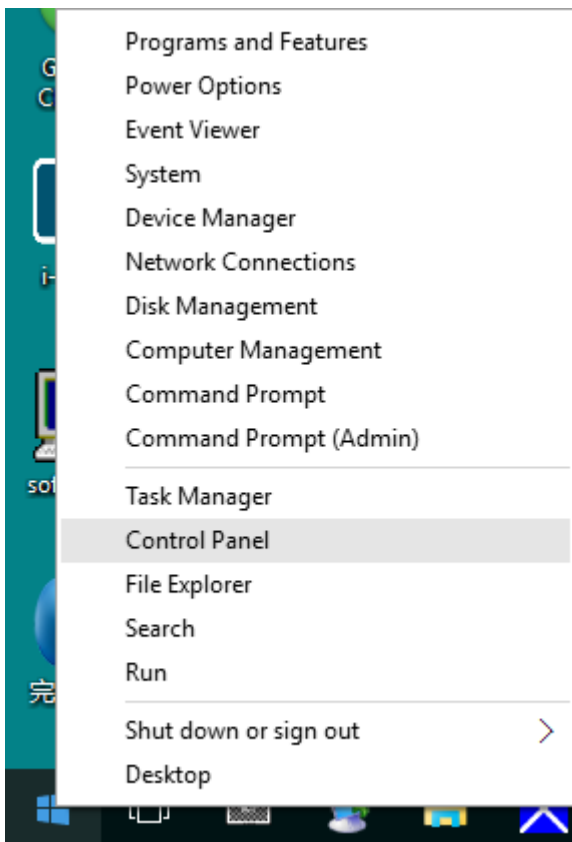 Programs and Features
Power Options
Event Viewer
System
Device Manager
Network Connections
Disk Management
Computer Management
Command Prompt
Command Prompt (Admin)
Task Manager
Control Panel
File Explorer
Search
Run
Shut down or sign out
Desktop
G
C
i-
完